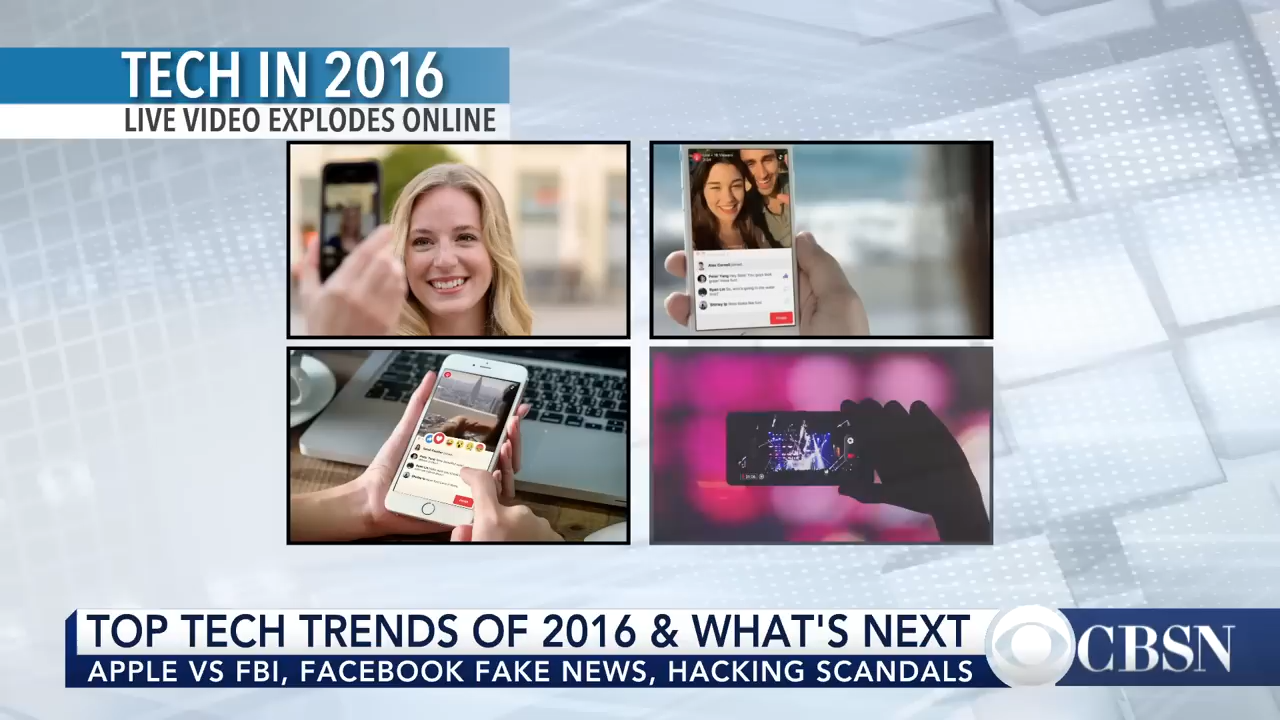 TECH IN 2016
LIVE VIDEO EXPLODES ONLINE
TOP TECH TRENDS OF 2016 & WHAT'S NEXT
APPLE VS FBI, FACEBOOK FAKE NEWS, HACKING SCANDALS
CBSN